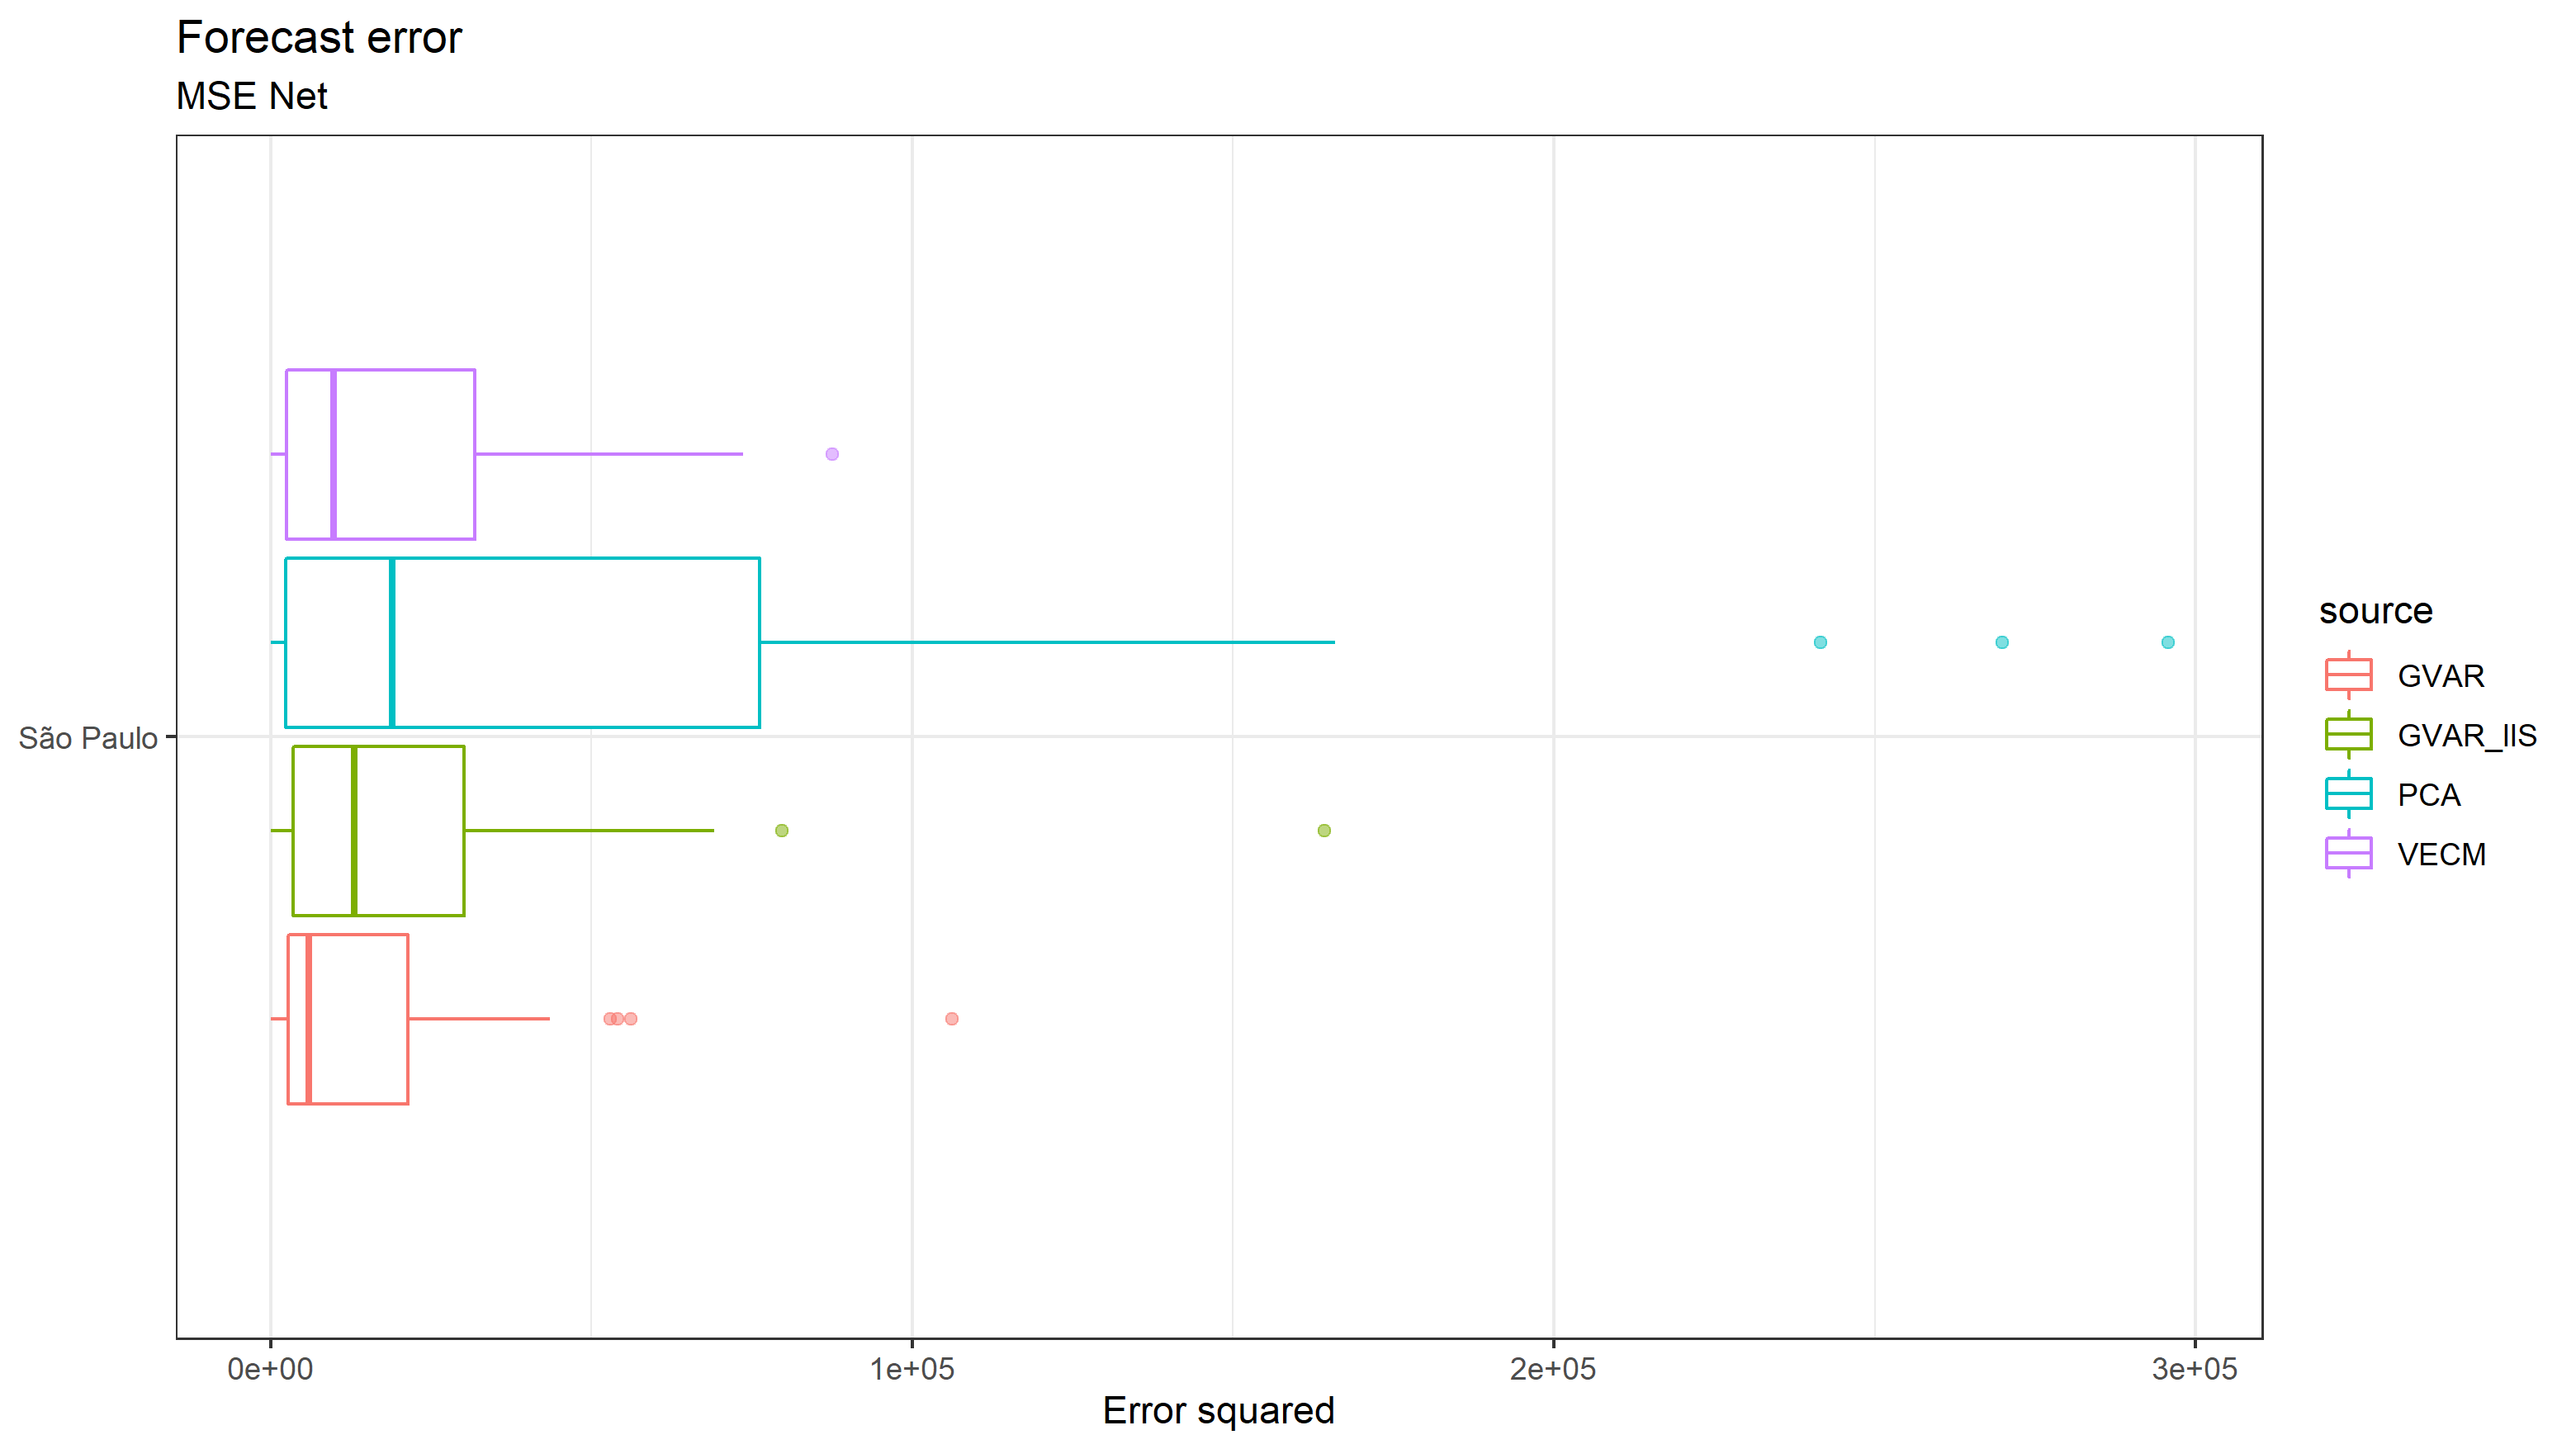 Forecast error
MSE Net
São Paulo
0e+00
1e+05
2e+05
3e+05
Error squared
source
GVAR
GVAR_IIS
PCA
VECM